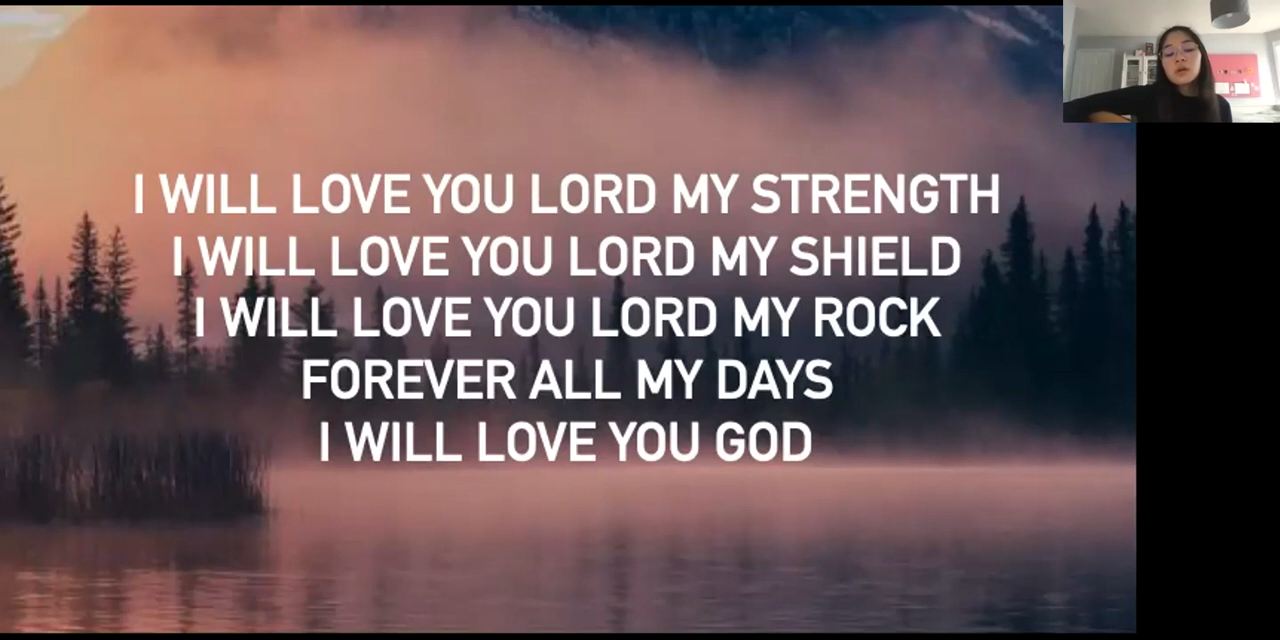 I WILL LOVE YOU LORD MY STRENGTH
I WILL LOVE YOU LORD MY SHIELD
I WILL LOVE YOU LORD MY ROCK
FOREVER ALL MY DAYS
I WILL LOVE YOU GOD